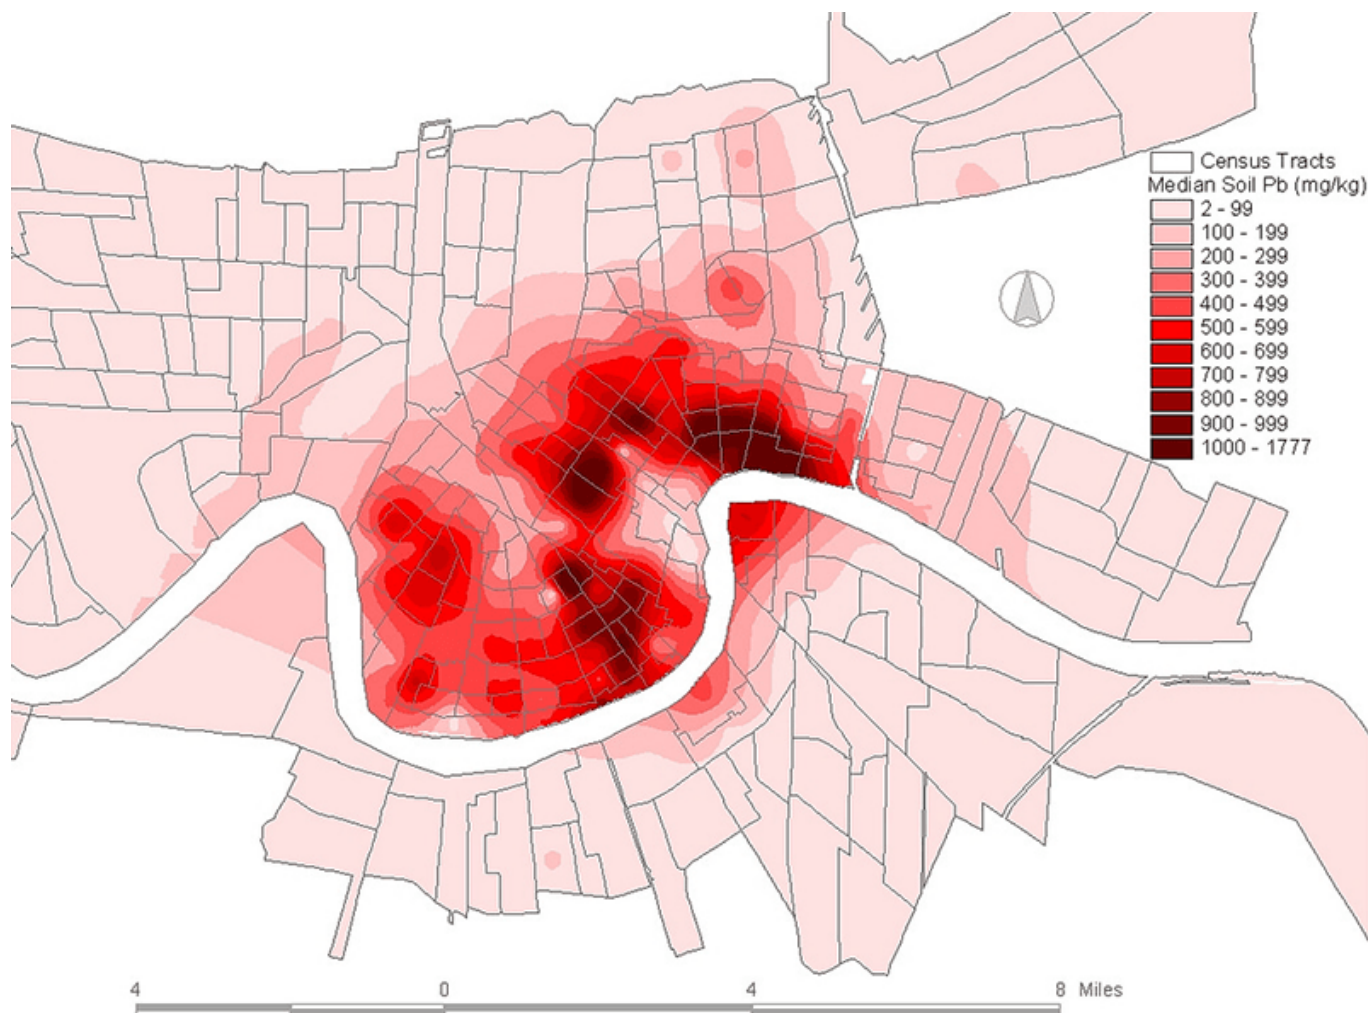 Census Tracts
Median Soil Pb (mg/kg)
2 - 99
100 - 199
200 - 299
300 - 399
400 - 499
500 - 599
600 - 699
700 - 799
800 - 899
900 - 999
1000 - 1777
4 0 4 8 Miles